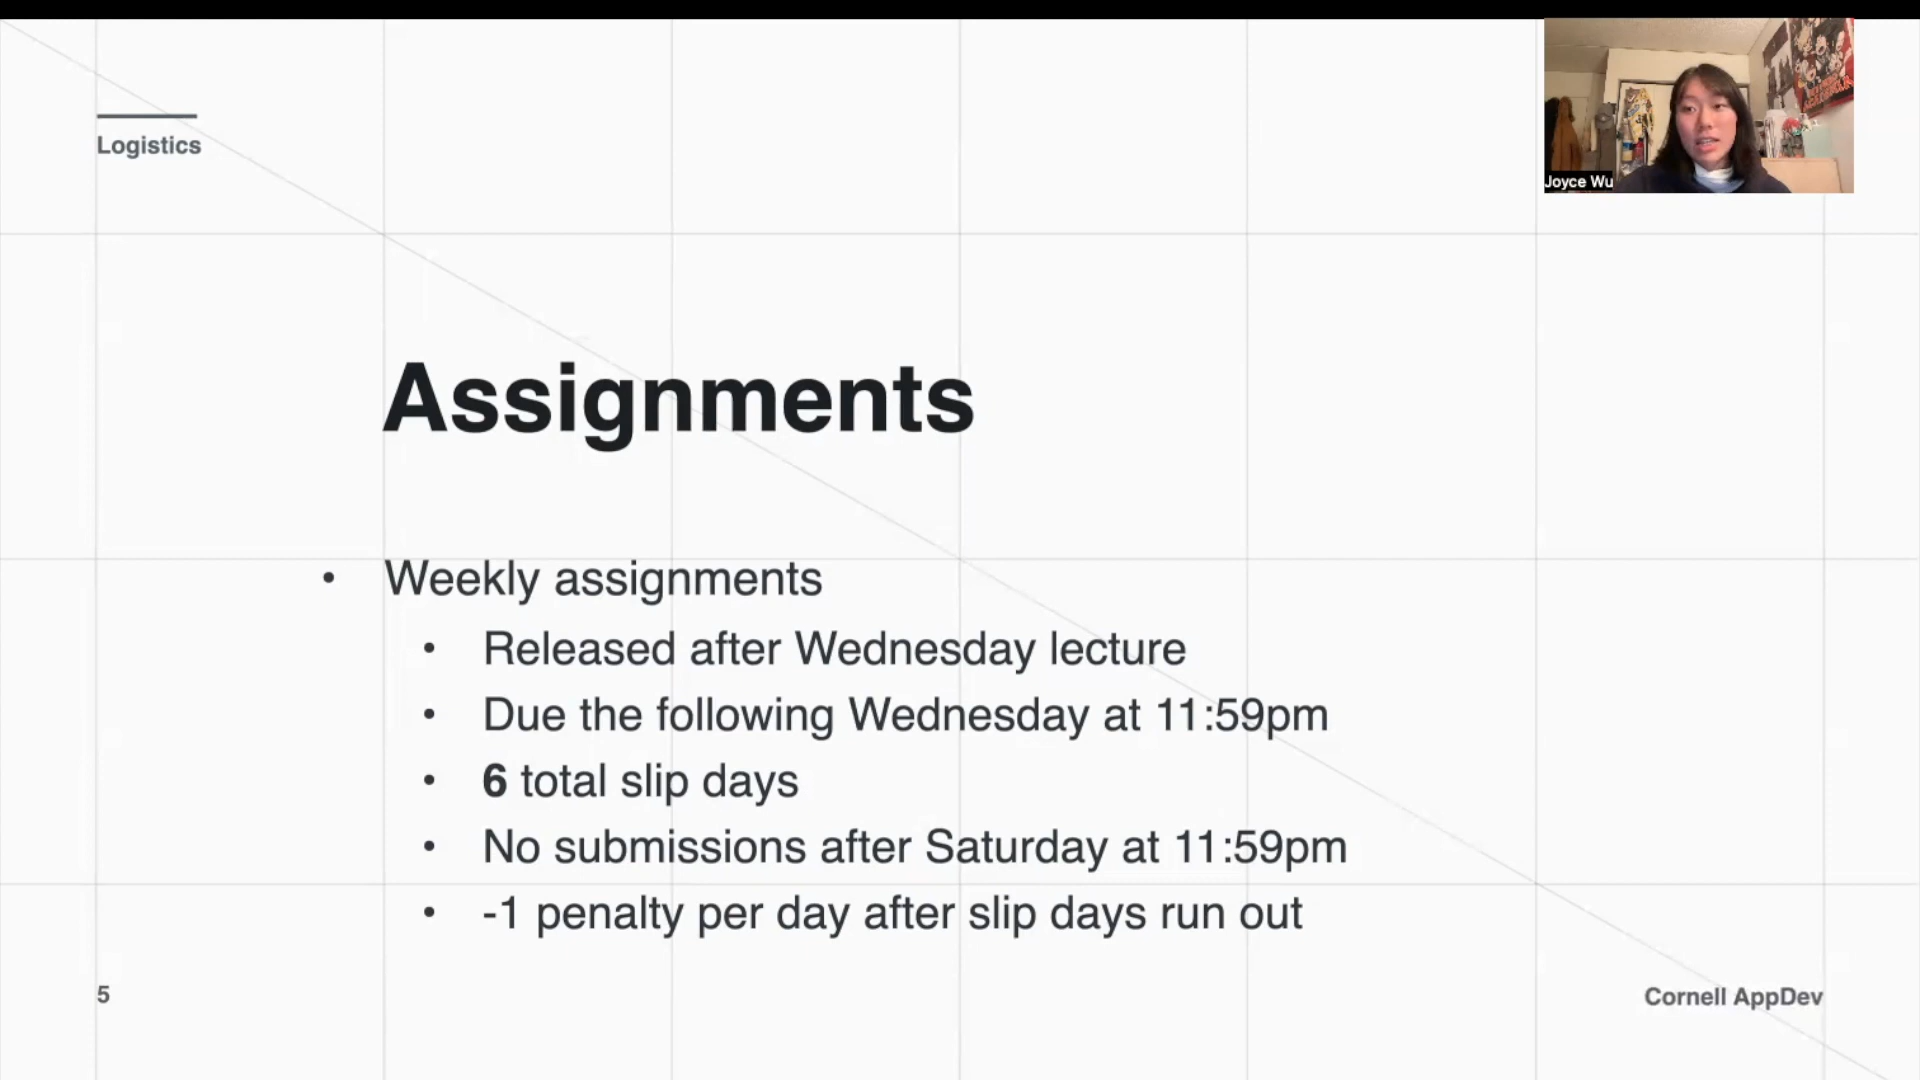 Logistics
Joyce Wu
Assignments
• Weekly assignments
• Released after Wednesday lecture
• Due the following Wednesday at 11:59pm
• 6 total slip days
• No submissions after Saturday at 11:59pm
• -1 penalty per day after slip days run out
5
Cornell AppDev